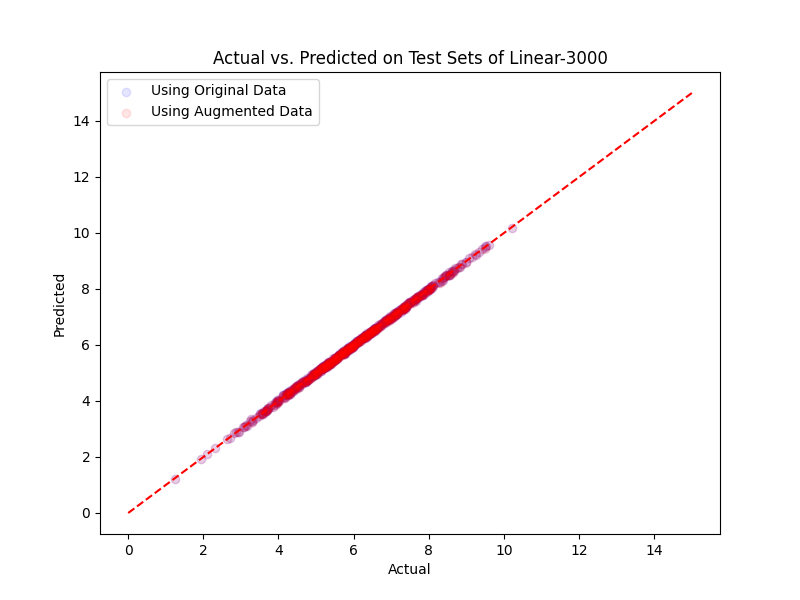 Actual vs. Predicted on Test Sets of Linear-3000
Using Original Data
Using Augmented Data
14
12
10
8
6
4
2
0
Predicted
0 2 4 6 8 10 12 14
Actual